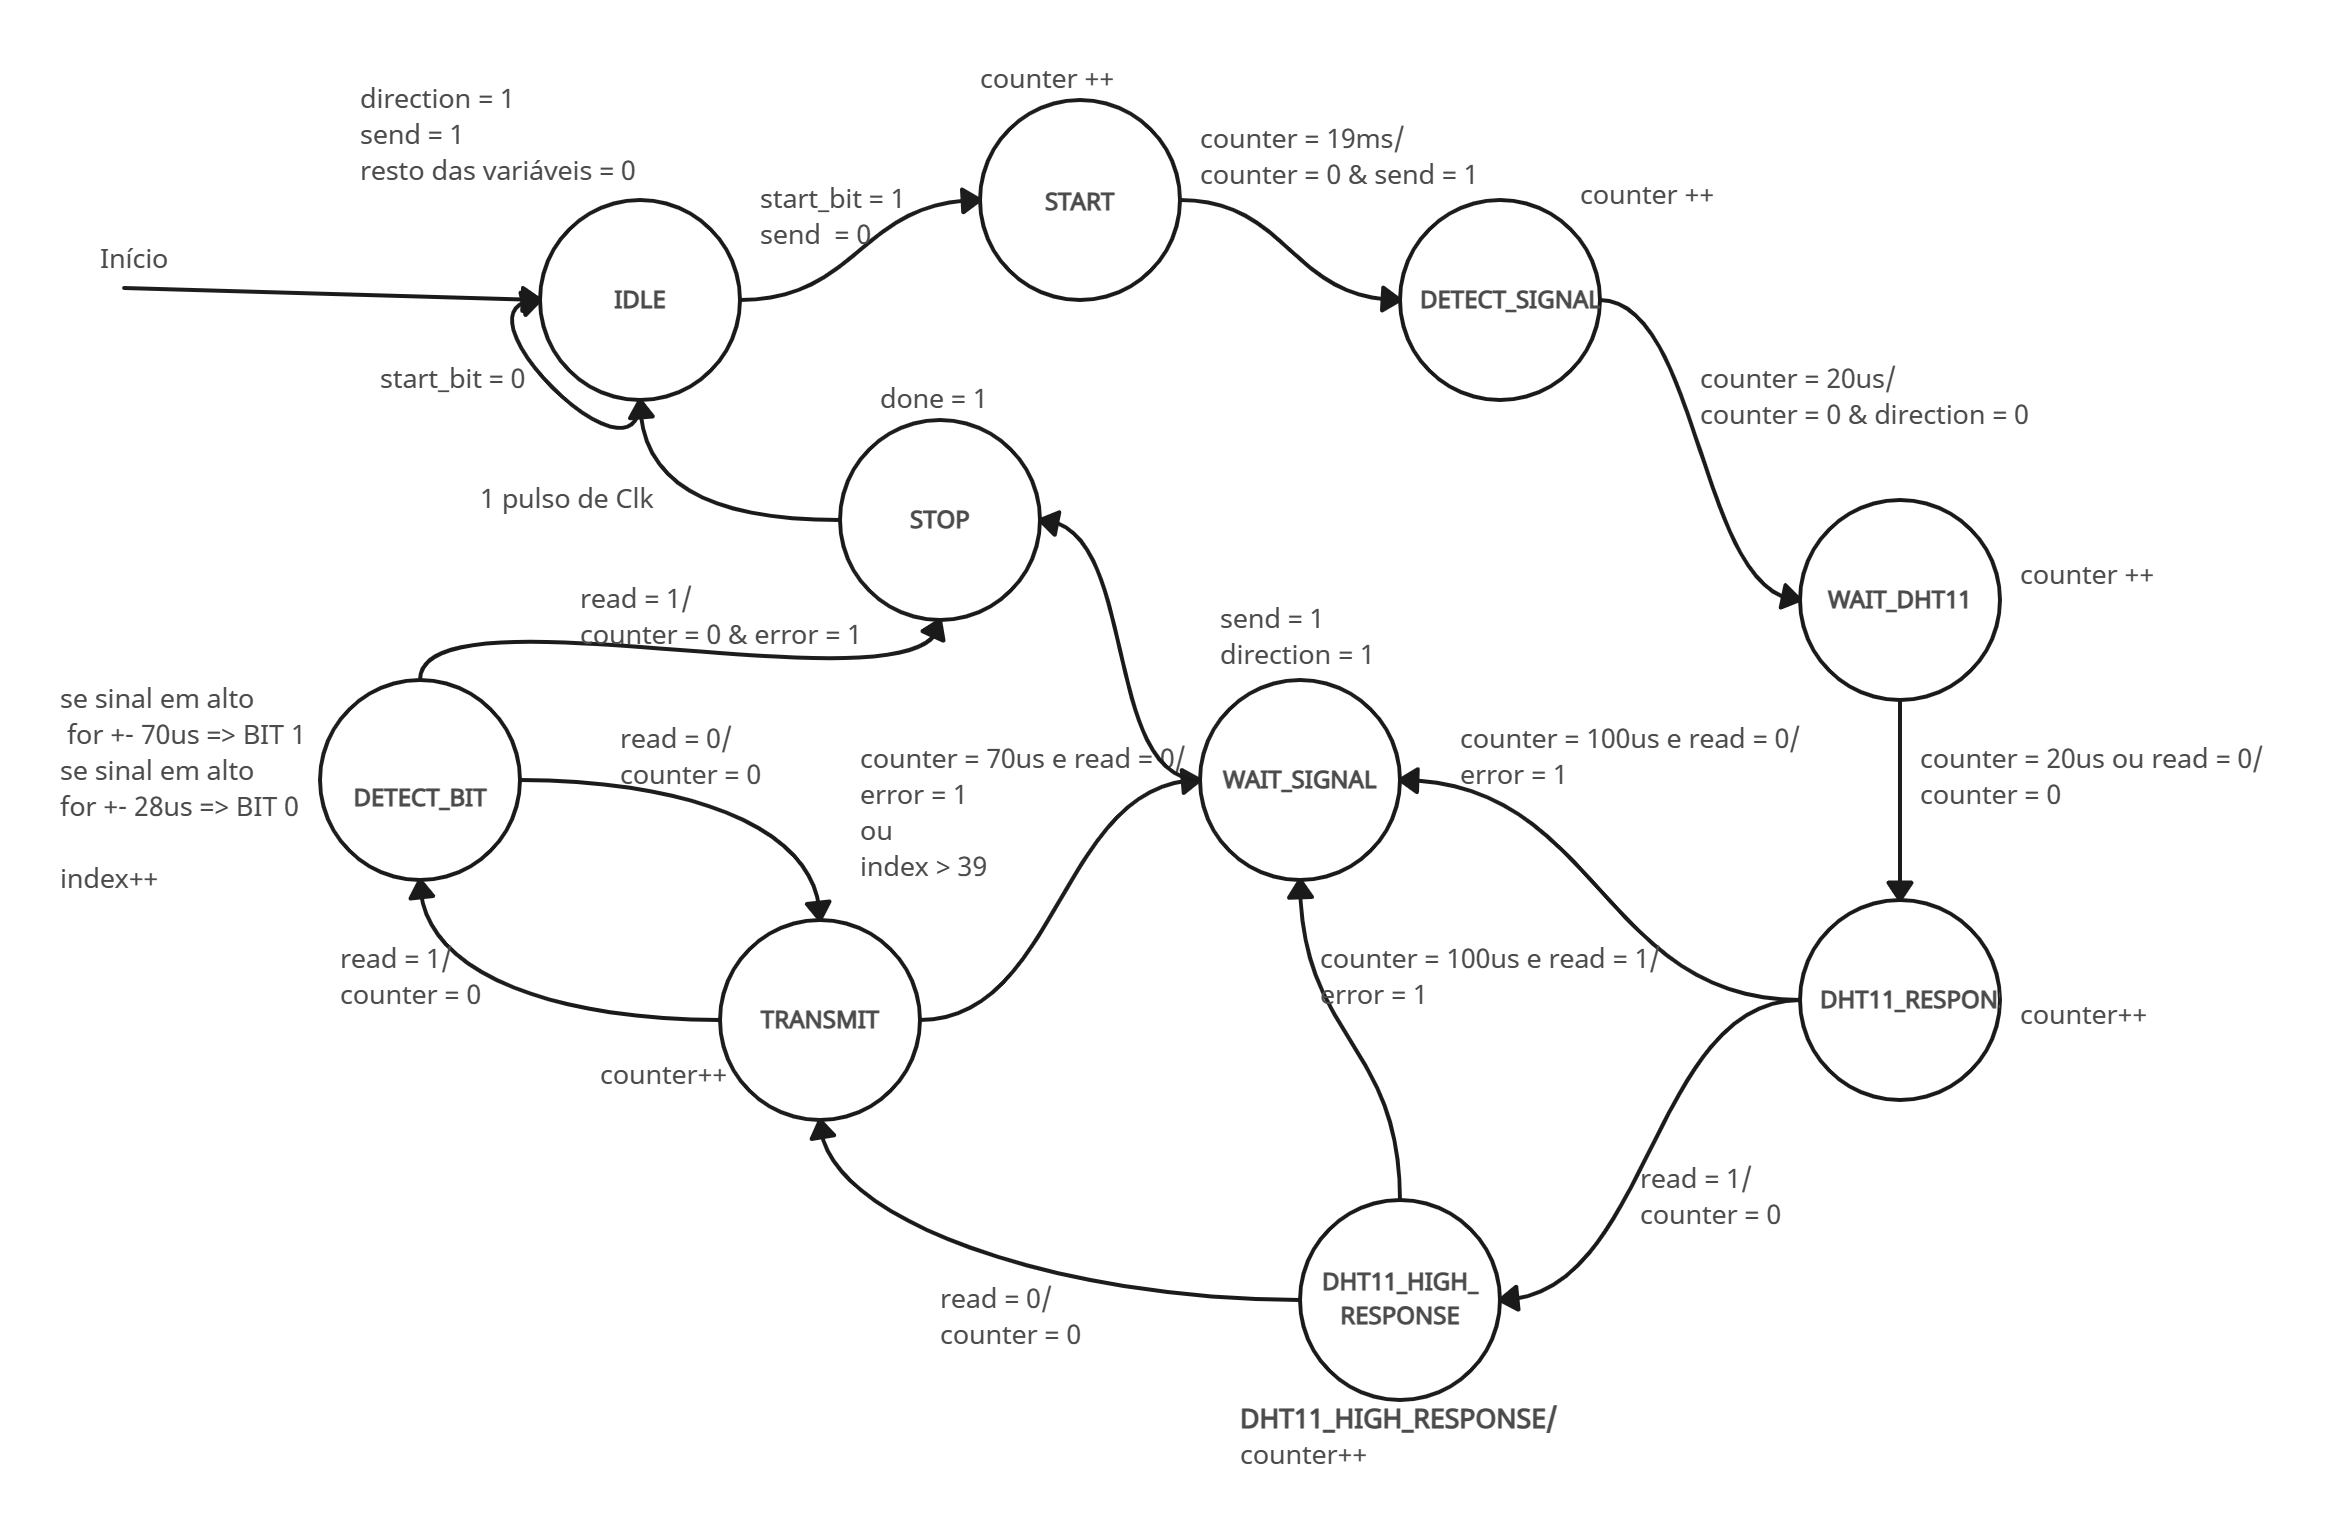 counter ++
direction = 1
send = 1
resto das variáveis = 0
counter = 19ms/
counter = 0 & send = 1
start_bit = 1
send  = 0
START
counter ++
Início
IDLE
DETECT_SIGNAL
start_bit = 0
counter = 20us/
counter = 0 & direction = 0
done = 1
1 pulso de Clk
STOP
WAIT_DHT11
counter ++
read = 1/
counter = 0 & error = 1
send = 1
direction = 1
se sinal em alto
for +- 70us => BIT 1
se sinal em alto
for +- 28us => BIT 0
index++
DETECT_BIT
read = 0/
counter = 0
counter = 70us e read = 0/
error = 1
ou
index > 39
WAIT_SIGNAL
counter = 100us e read = 0/
error = 1
counter = 20us ou read = 0/
counter = 0
read = 1/
counter = 0
TRANSMIT
counter++
counter = 100us e read = 1/
error = 1
DHT11_RESPON
counter++
read = 1/
counter = 0
read = 0/
counter = 0
DHT11_HIGH_
RESPONSE
DHT11_HIGH_RESPONSE/
counter++